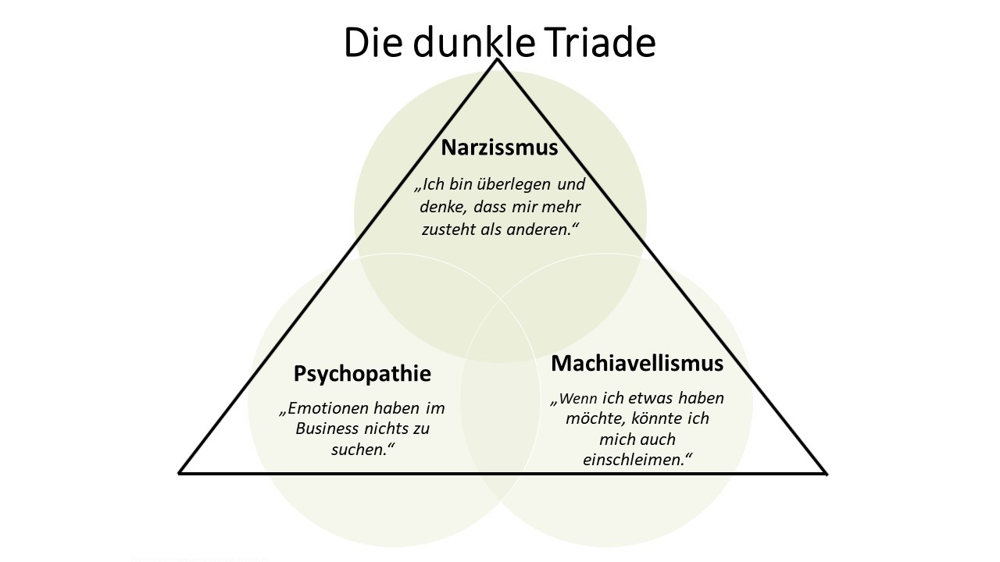 Die dunkle Triade
Narzissmus
„Ich bin überlegen und
denke, dass mir mehr
zusteht als anderen.“
Psychopathie
„Emotionen haben im
Business nichts zu
suchen.“
Machiavellismus
„Wenn ich etwas haben
möchte, könnte ich
mich auch
einschleimen.“